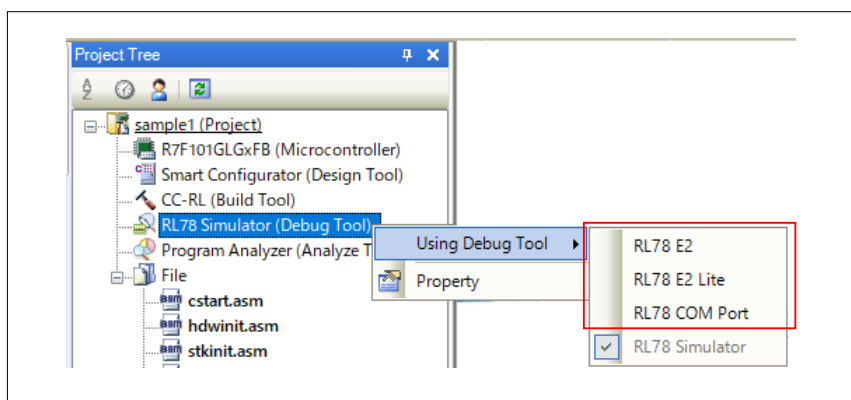 Project Tree
sample1 (Project)
R7F101GLGxFB (Microcontroller)
Smart Configurator (Design Tool)
CC-RL (Build Tool)
RL78 Simulator (Debug Tool)
Program Analyzer (Analyze T
File
cstart.asm
hdwinit.asm
stkinit.asm
Using Debug Tool
Property
RL78 E2
RL78 E2 Lite
RL78 COM Port
RL78 Simulator